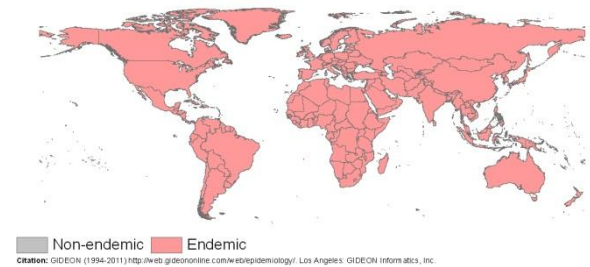 Non-endemic Endemic
Citation: GIDEON (1994-2011) http://web.gideononline.com/web/epidemiology/. Los Angeles: GIDEON Informatics, Inc.